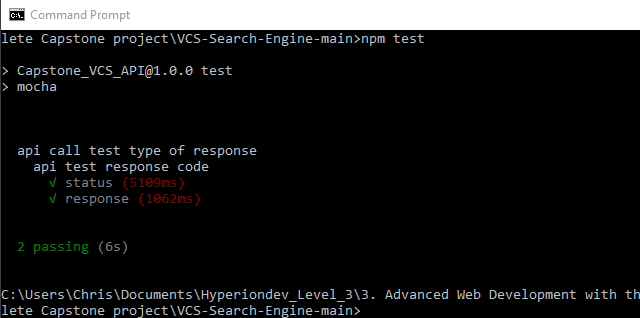 Command Prompt
lete Capstone project\VCS-Search-Engine-main>npm test
> Capstone_VCS_API@1.0.0 test
> mocha
api call test type of response
api test response code
√ status (5109ms)
√ response (1062ms)
2 passing (6s)
C:\Users\Chris\Documents\Hyperiondev_Level_3\3. Advanced Web Development with th
lete Capstone project\VCS-Search-Engine-main>